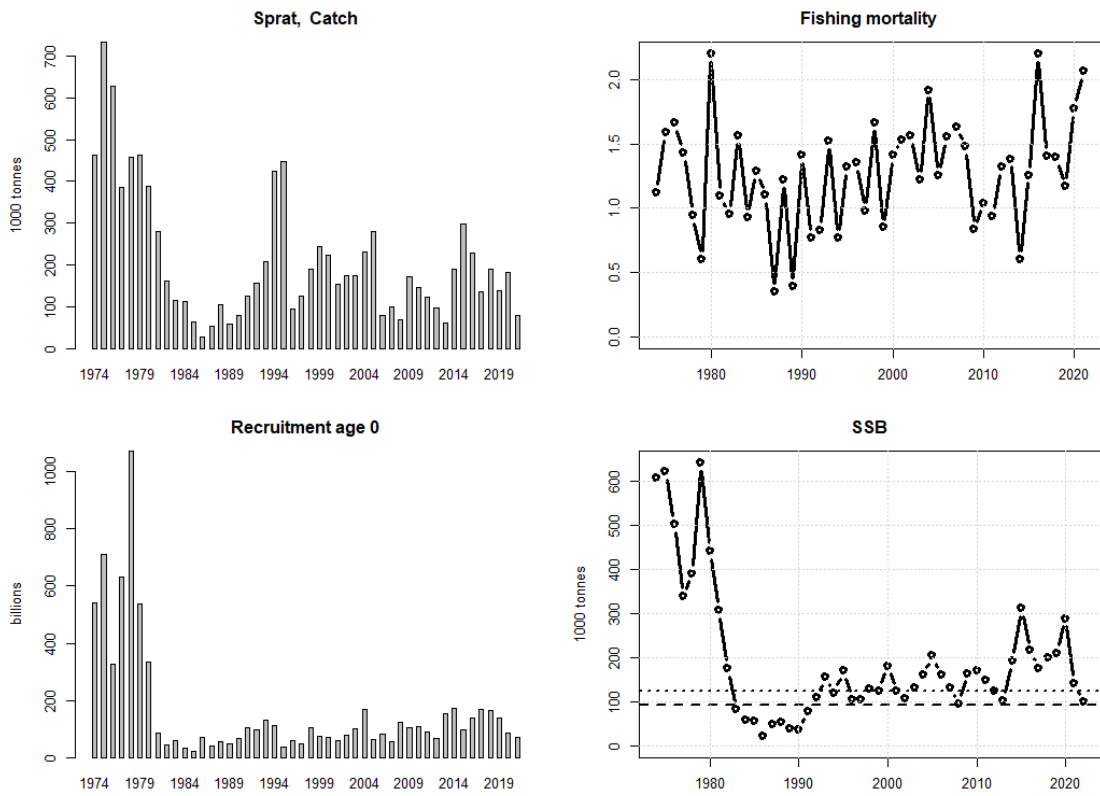 Sprat,  Catch
1000 tonnes
0 100 200 300 400 500 600 700
1974 1979 1984 1989 1994 1999 2004 2009 2014 2019
Fishing mortality
0.0 0.5 1.0 1.5 2.0
1980 1990 2000 2010 2020
Recruitment age 0
billions
0 200 400 600 800 1000
1974 1979 1984 1989 1994 1999 2004 2009 2014 2019
SSB
1000 tonnes
0 100 200 300 400 500 600
1980 1990 2000 2010 2020